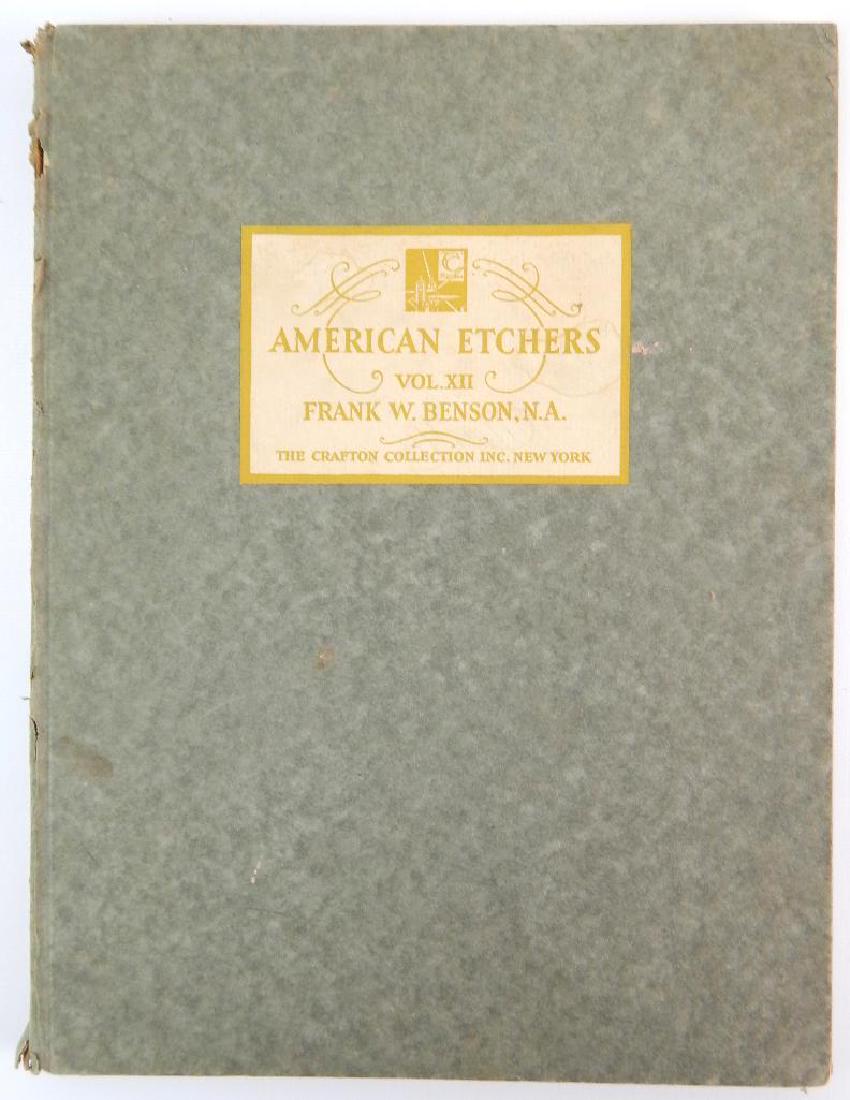 AMERICAN ETCHERS
VOL. XII
FRANK W. BENSON, N.A.
THE CRAFTON COLLECTION INC. NEW YORK